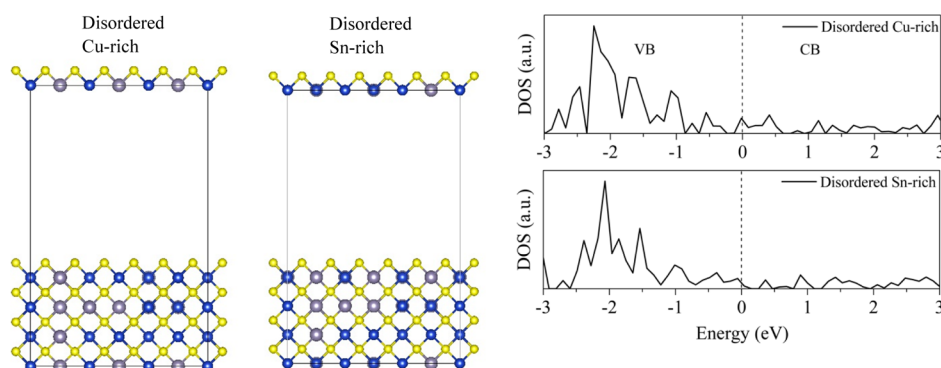 Disordered
Cu-rich
Disordered
Sn-rich
DOS (a.u.)
VB
CB
Disordered Cu-rich
-3 -2 -1 0 1 2 3
DOS (a.u.)
Disordered Sn-rich
-3 -2 -1 0 1 2 3
Energy (eV)